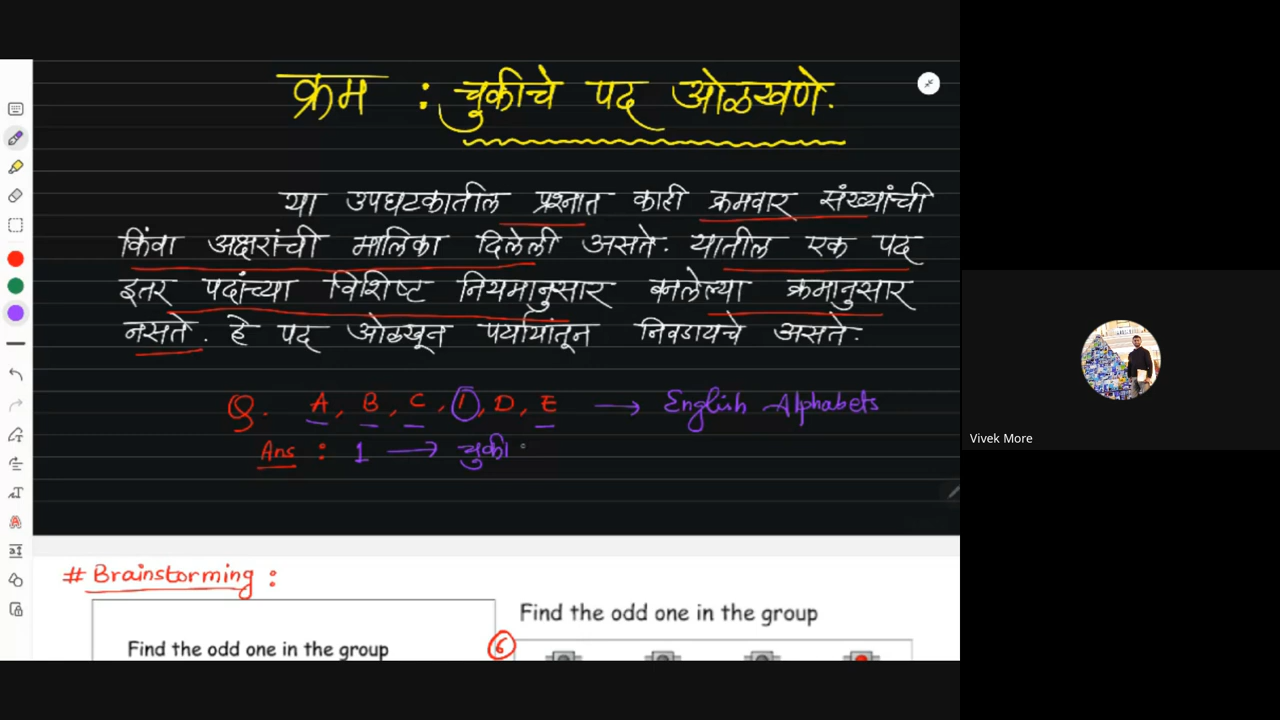 क्रम : चुकीचे पद ओळखणे.
या उपघटकातील प्रश्नात काही क्रमवार संख्यांची
किंवा अक्षरांची मालिका दिलेली असते. यातील एक पद
इतर पदांच्या विशिष्ट नियमानुसार बनलेल्या क्रमानुसार
नसते. हे पद ओळखून पर्यायांतून निवडायचे असते.
Q. A, B, C, 1, D, E → English Alphabets
Ans : 1 → चुकी
Vivek More
# Brainstorming :
Find the odd one in the group
Find the odd one in the group
6